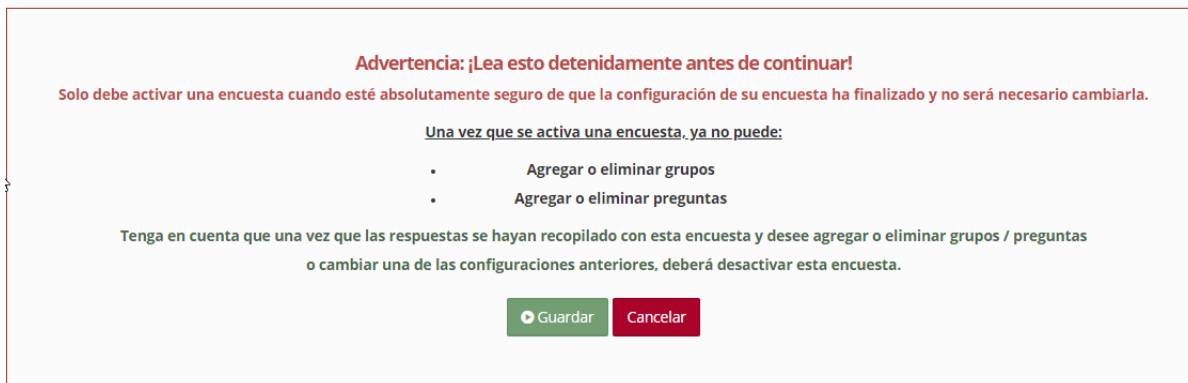 Advertencia: ¡Lea esto detenidamente antes de continuar!
Solo debe activar una encuesta cuando esté absolutamente seguro de que la configuración de su encuesta ha finalizado y no será necesario cambiarla.
Una vez que se activa una encuesta, ya no puede:
• Agregar o eliminar grupos
• Agregar o eliminar preguntas
Tenga en cuenta que una vez que las respuestas se hayan recopilado con esta encuesta y desee agregar o eliminar grupos / preguntas
o cambiar una de las configuraciones anteriores, deberá desactivar esta encuesta.
Guardar Cancelar